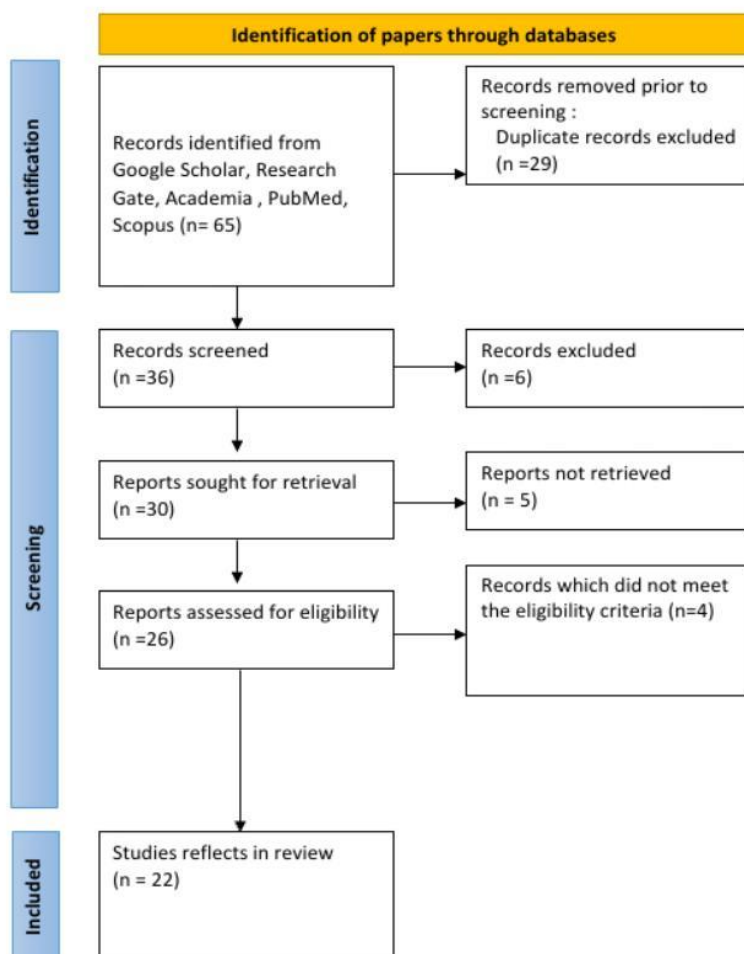 Identification of papers through databases
Identification
Records identified from
Google Scholar, Research
Gate, Academia , PubMed,
Scopus (n= 65)
Records removed prior to
screening :
Duplicate records excluded
(n =29)
Screening
Records screened
(n =36)
Records excluded
(n =6)
Reports sought for retrieval
(n =30)
Reports not retrieved
(n = 5)
Reports assessed for eligibility
(n =26)
Records which did not meet
the eligibility criteria (n=4)
Included
Studies reflects in review
(n = 22)